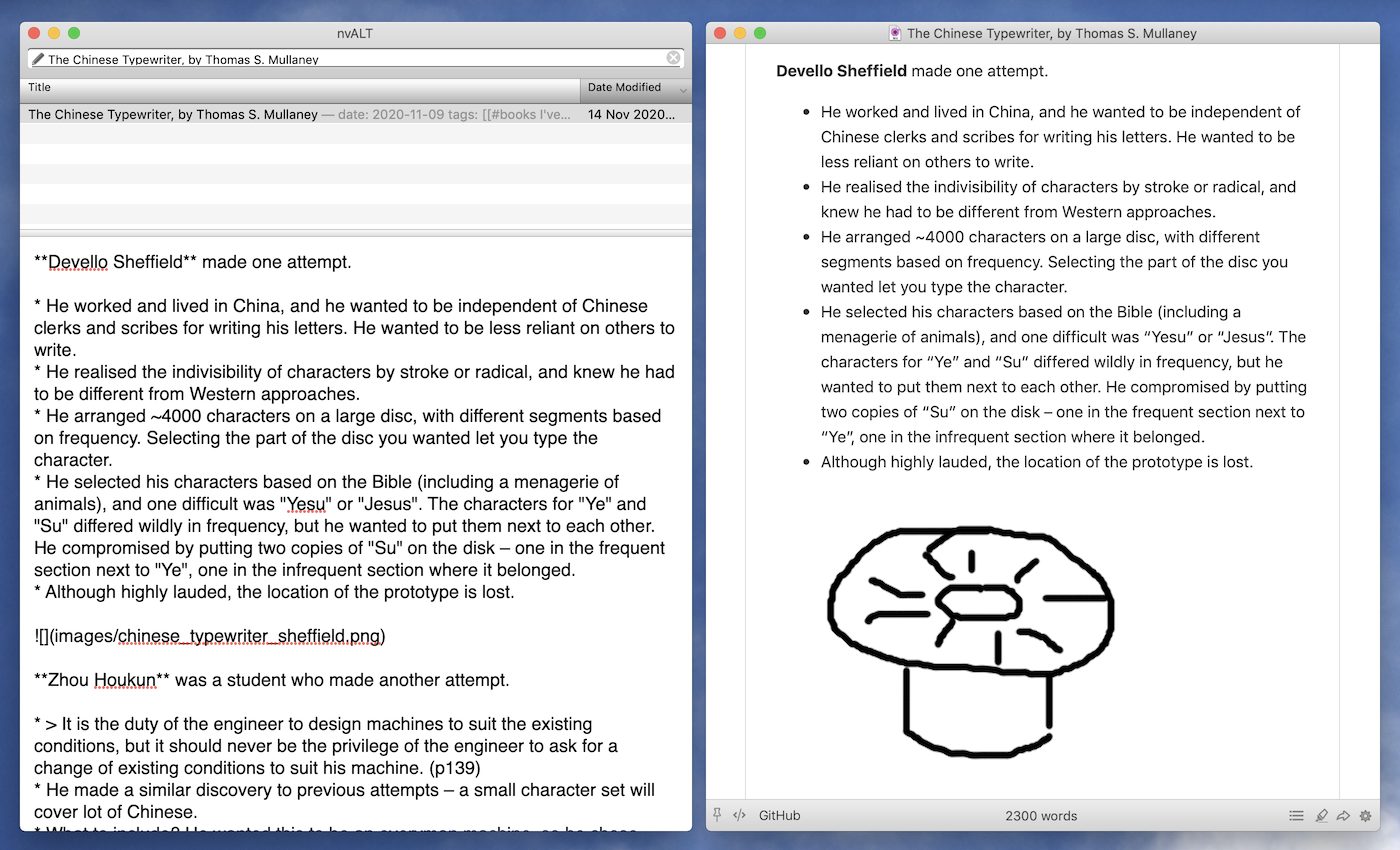 nvALT
The Chinese Typewriter, by Thomas S. Mullaney
Title
Date Modified
The Chinese Typewriter, by Thomas S. Mullaney — date: 2020-11-09 tags: [[#books I've...
14 Nov 2020...
**Devello Sheffield** made one attempt.
* He worked and lived in China, and he wanted to be independent of Chinese
clerks and scribes for writing his letters. He wanted to be less reliant on others to
write.
* He realised the indivisibility of characters by stroke or radical, and knew he had
to be different from Western approaches.
* He arranged ~4000 characters on a large disc, with different segments based
on frequency. Selecting the part of the disc you wanted let you type the
character.
* He selected his characters based on the Bible (including a menagerie of
animals), and one difficult was "Yesu" or "Jesus". The characters for "Ye" and
"Su" differed wildly in frequency, but he wanted to put them next to each other.
He compromised by putting two copies of "Su" on the disk – one in the frequent
section next to "Ye", one in the infrequent section where it belonged.
* Although highly lauded, the location of the prototype is lost.
![](images/chinese_typewriter_sheffield.png)
**Zhou Houkun** was a student who made another attempt.
* > It is the duty of the engineer to design machines to suit the existing
conditions, but it should never be the privilege of the engineer to ask for a
change of existing conditions to suit his machine. (p139)
* He made a similar discovery to previous attempts – a small character set will
cover lot of Chinese.
* What to include? He wanted this to be an everyman machine, so he chose
The Chinese Typewriter, by Thomas S. Mullaney
Devello Sheffield made one attempt.
• He worked and lived in China, and he wanted to be independent of
Chinese clerks and scribes for writing his letters. He wanted to be
less reliant on others to write.
• He realised the indivisibility of characters by stroke or radical, and
knew he had to be different from Western approaches.
• He arranged ~4000 characters on a large disc, with different
segments based on frequency. Selecting the part of the disc you
wanted let you type the character.
• He selected his characters based on the Bible (including a
menagerie of animals), and one difficult was “Yesu” or “Jesus”. The
characters for “Ye” and “Su” differed wildly in frequency, but he
wanted to put them next to each other. He compromised by putting
two copies of “Su” on the disk – one in the frequent section next to
“Ye”, one in the infrequent section where it belonged.
• Although highly lauded, the location of the prototype is lost.
GitHub
2300 words